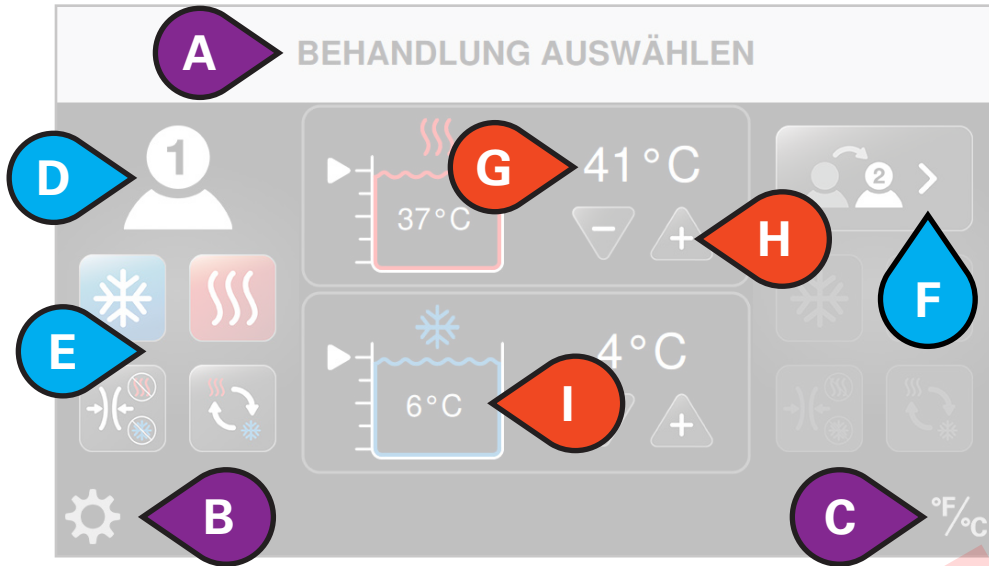 A BEHANDLUNG AUSWÄHLEN
D 1
G 41°C
2
37°C
− + H
F
E
4°C
6°C I
+
B
C °F/°C